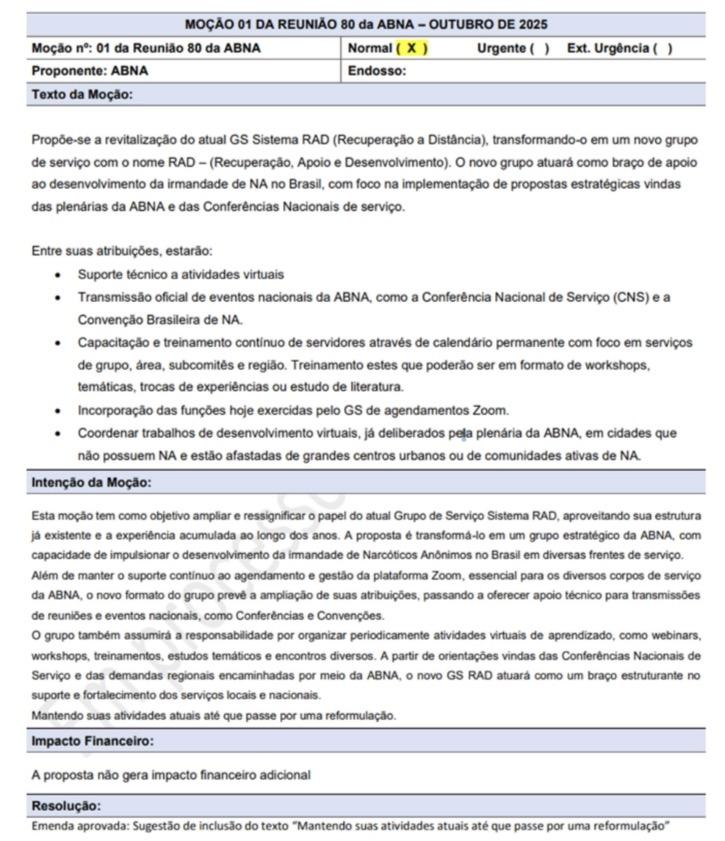 MOÇÃO 01 DA REUNIÃO 80 da ABNA – OUTUBRO DE 2025
Moção nº: 01 da Reunião 80 da ABNA
Normal ( X ) Urgente ( ) Ext. Urgência ( )
Proponente: ABNA
Endosso:
Texto da Moção:
Propõe-se a revitalização do atual GS Sistema RAD (Recuperação a Distância), transformando-o em um novo grupo
de serviço com o nome RAD – (Recuperação, Apoio e Desenvolvimento). O novo grupo atuará como braço de apoio
ao desenvolvimento da irmandade de NA no Brasil, com foco na implementação de propostas estratégicas vindas
das plenárias da ABNA e das Conferências Nacionais de serviço.
Entre suas atribuições, estarão:
• Suporte técnico a atividades virtuais
• Transmissão oficial de eventos nacionais da ABNA, como a Conferência Nacional de Serviço (CNS) e a
Convenção Brasileira de NA.
• Capacitação e treinamento contínuo de servidores através de calendário permanente com foco em serviços
de grupo, área, subcomitês e região. Treinamento estes que poderão ser em formato de workshops,
temáticas, trocas de experiências ou estudo de literatura.
• Incorporação das funções hoje exercidas pelo GS de agendamentos Zoom.
• Coordenar trabalhos de desenvolvimento virtuais, já deliberados pela plenária da ABNA, em cidades que
não possuem NA e estão afastadas de grandes centros urbanos ou de comunidades ativas de NA.
Intenção da Moção:
Esta moção tem como objetivo ampliar e ressignificar o papel do atual Grupo de Serviço Sistema RAD, aproveitando sua estrutura
já existente e a experiência acumulada ao longo dos anos. A proposta é transformá-lo em um grupo estratégico da ABNA, com
capacidade de impulsionar o desenvolvimento da irmandade de Narcóticos Anônimos no Brasil em diversas frentes de serviço.
Além de manter o suporte contínuo ao agendamento e gestão da plataforma Zoom, essencial para os diversos corpos de serviço
da ABNA, o novo formato do grupo prevê a ampliação de suas atribuições, passando a oferecer apoio técnico para transmissões
de reuniões e eventos nacionais, como Conferências e Convenções.
O grupo também assumirá a responsabilidade por organizar periodicamente atividades virtuais de aprendizado, como webinars,
workshops, treinamentos, estudos temáticos e encontros diversos. A partir de orientações vindas das Conferências Nacionais de
Serviço e das demandas regionais encaminhadas por meio da ABNA, o novo GS RAD atuará como um braço estruturante no
suporte e fortalecimento dos serviços locais e nacionais.
Mantendo suas atividades atuais até que passe por uma reformulação.
Impacto Financeiro:
A proposta não gera impacto financeiro adicional
Resolução:
Emenda aprovada: Sugestão de inclusão do texto "Mantendo suas atividades atuais até que passe por uma reformulação"